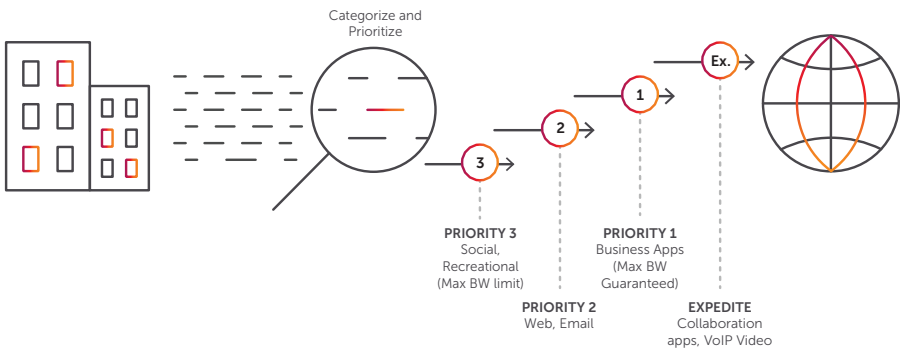 Categorize and
Prioritize
Ex.
1
2
3
PRIORITY 3
Social,
Recreational
(Max BW limit)
PRIORITY 2
Web, Email
PRIORITY 1
Business Apps
(Max BW
Guaranteed)
EXPEDITE
Collaboration
apps, VoIP Video